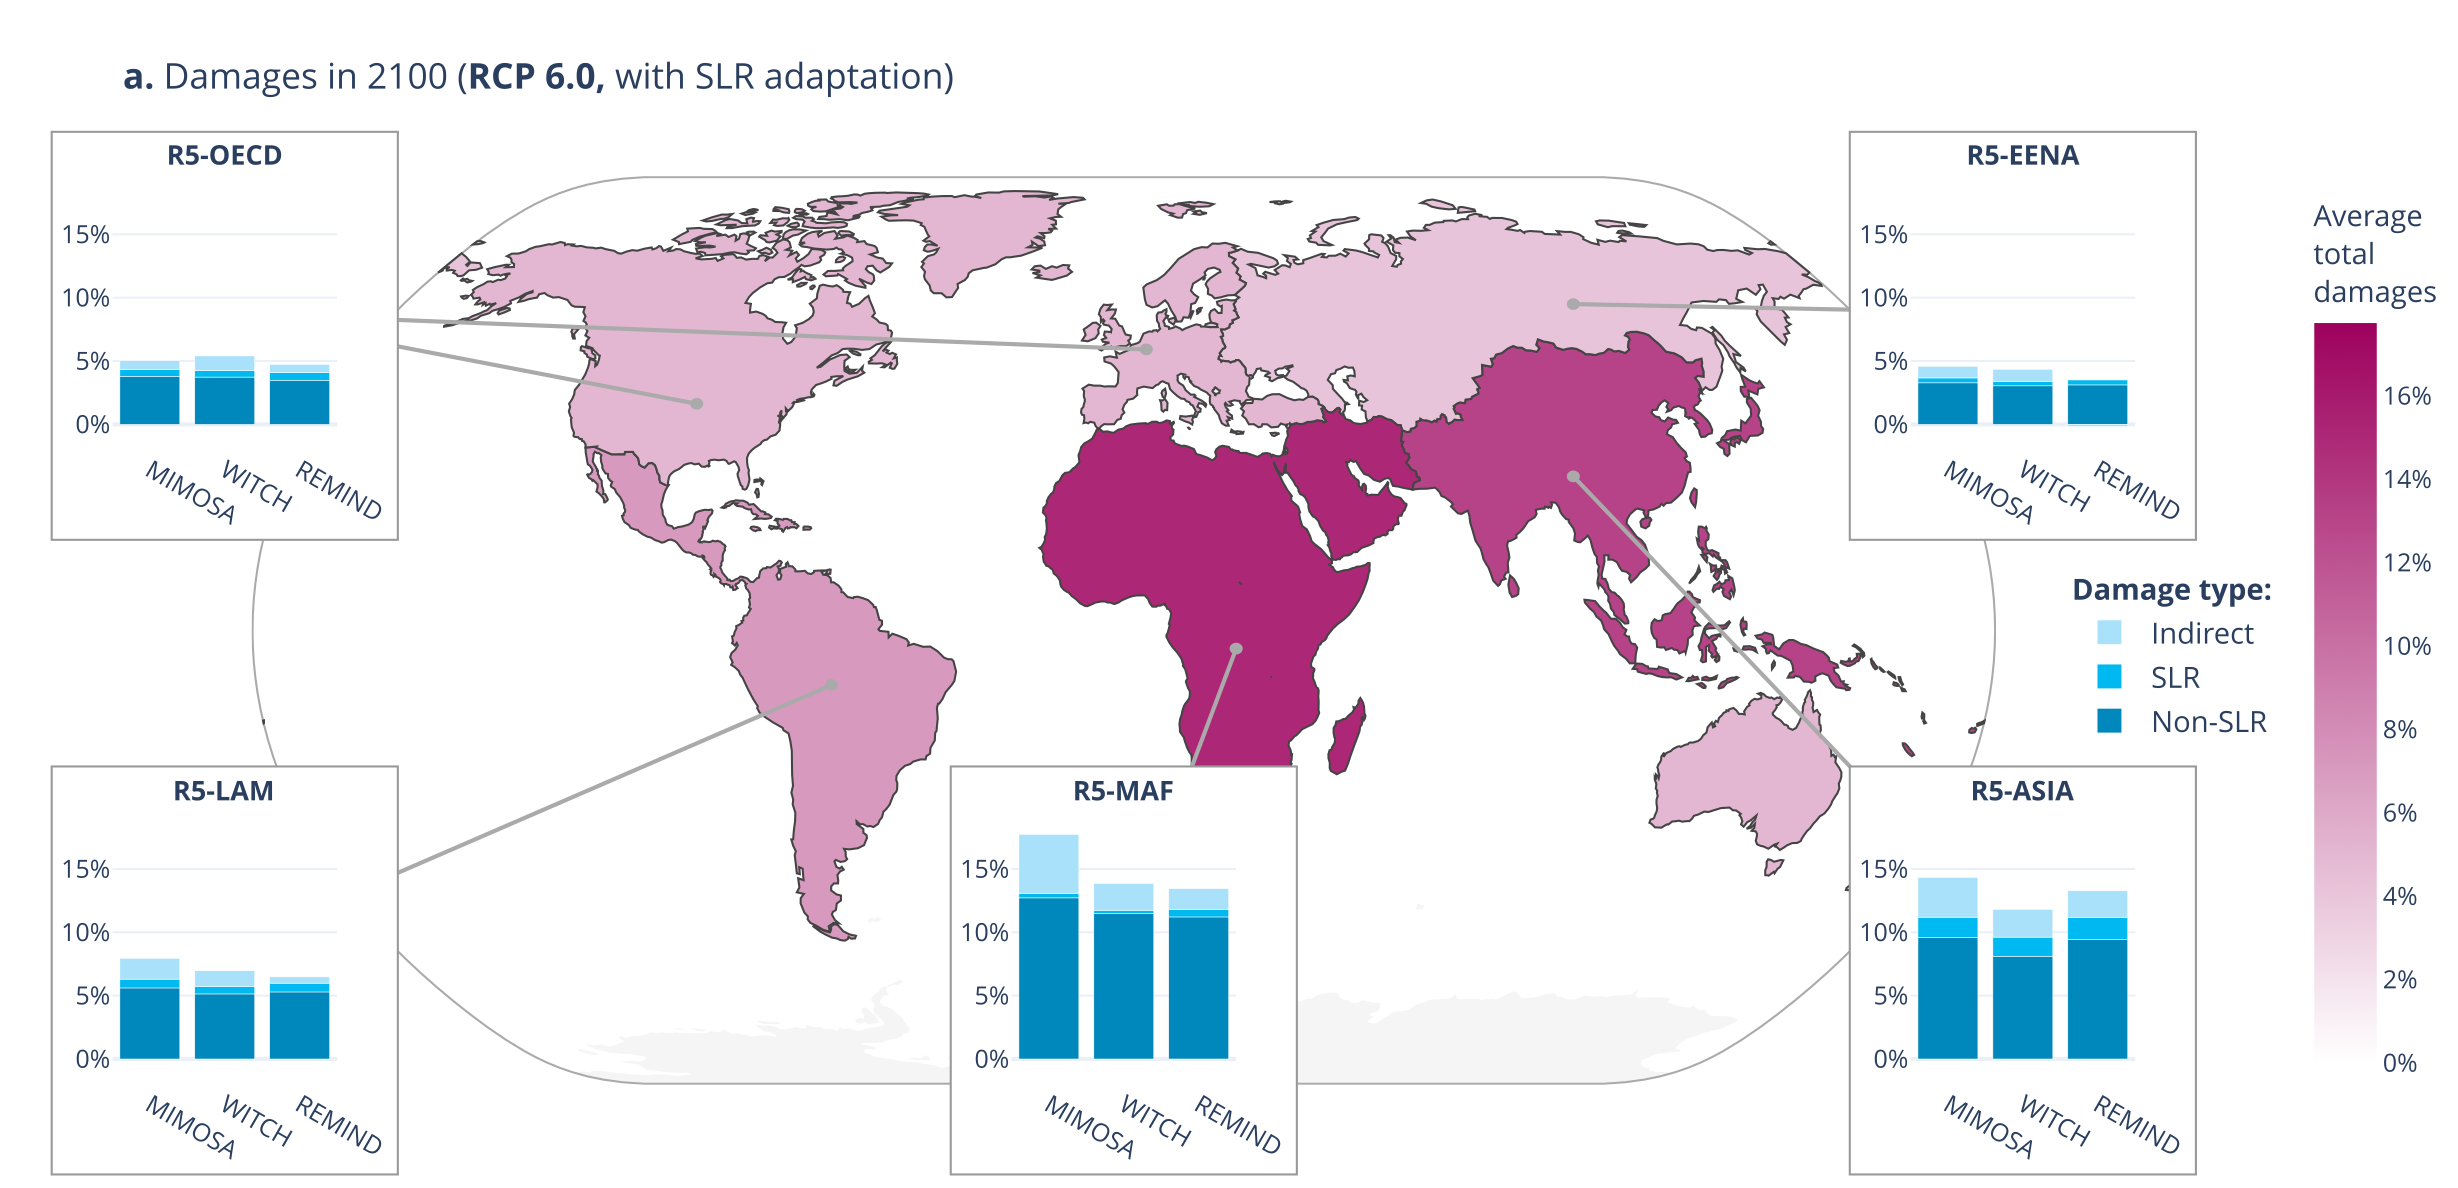 a. Damages in 2100 (RCP 6.0, with SLR adaptation)
R5-OECD
15%
10%
5%
0%
MIMOSA
WITCH
REMIND
R5-EENA
15%
10%
5%
0%
MIMOSA
WITCH
REMIND
Average
total
damages
16%
14%
12%
10%
8%
6%
4%
2%
0%
Damage type:
Indirect
SLR
Non-SLR
R5-LAM
15%
10%
5%
0%
MIMOSA
WITCH
REMIND
R5-MAF
15%
10%
5%
0%
MIMOSA
WITCH
REMIND
R5-ASIA
15%
10%
5%
0%
MIMOSA
WITCH
REMIND